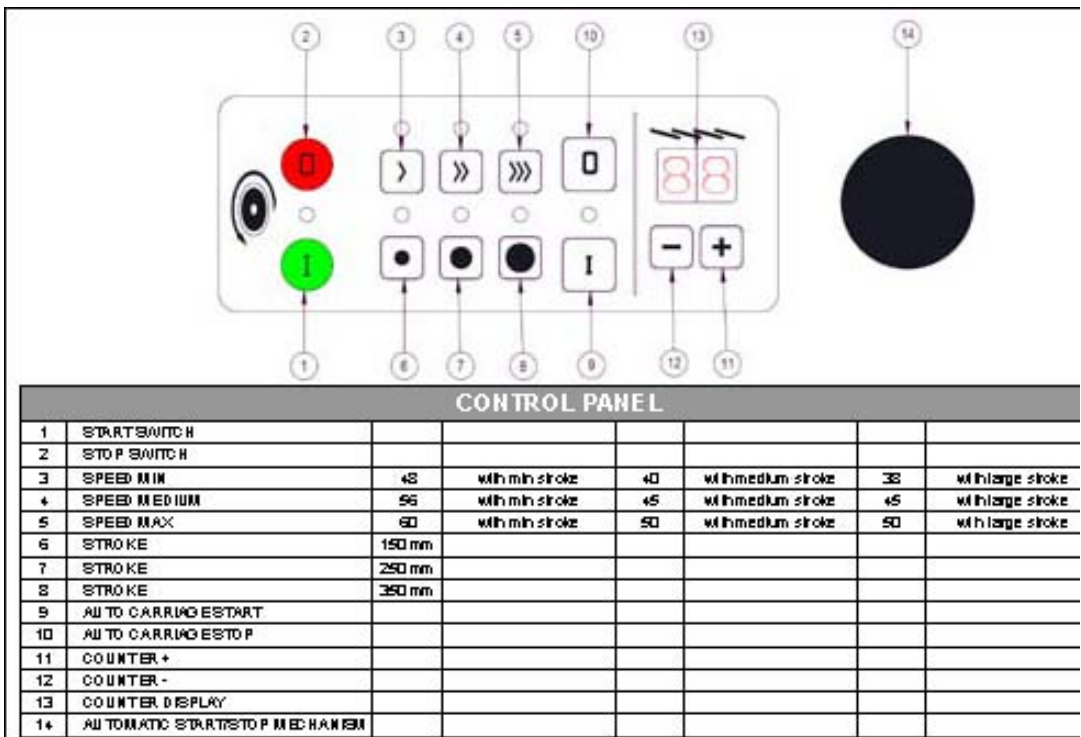 2 3 4 5 10 13 14
0 > >> >>> 0 88
I I - +
1 6 7 8 9 12 11
CONTROL PANEL
1 START SWITCH
2 STOP SWITCH
3 SPEED MIN 48 with min stroke 40 with medium stroke 38 with large stroke
4 SPEED MEDIUM 56 with min stroke 45 with medium stroke 45 with large stroke
5 SPEED MAX 60 with min stroke 50 with medium stroke 50 with large stroke
6 STROKE 150 mm
7 STROKE 250 mm
8 STROKE 350 mm
9 AUTO CARRIAGE START
10 AUTO CARRIAGE STOP
11 COUNTER +
12 COUNTER -
13 COUNTER DISPLAY
14 AUTOMATIC START/STOP MECHANISM